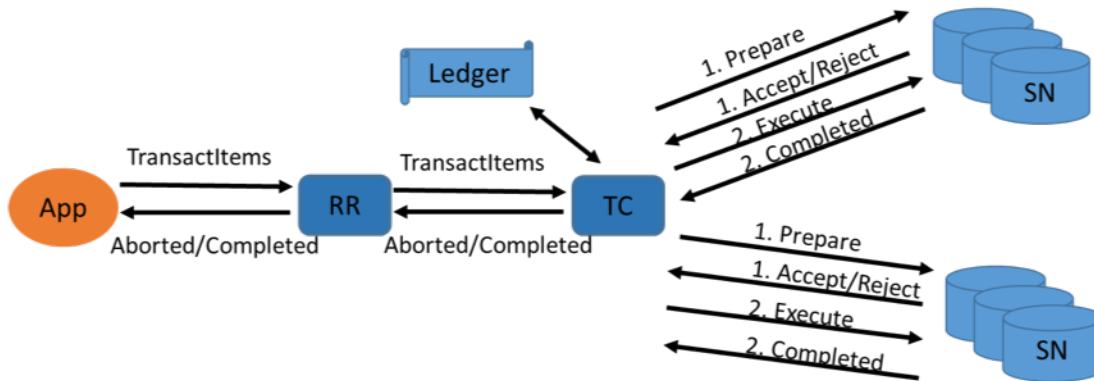 Ledger
App
TransactItems
Aborted/Completed
RR
TransactItems
Aborted/Completed
TC
1. Prepare
1. Accept/Reject
2. Execute
2. Completed
SN
1. Prepare
1. Accept/Reject
2. Execute
2. Completed
SN